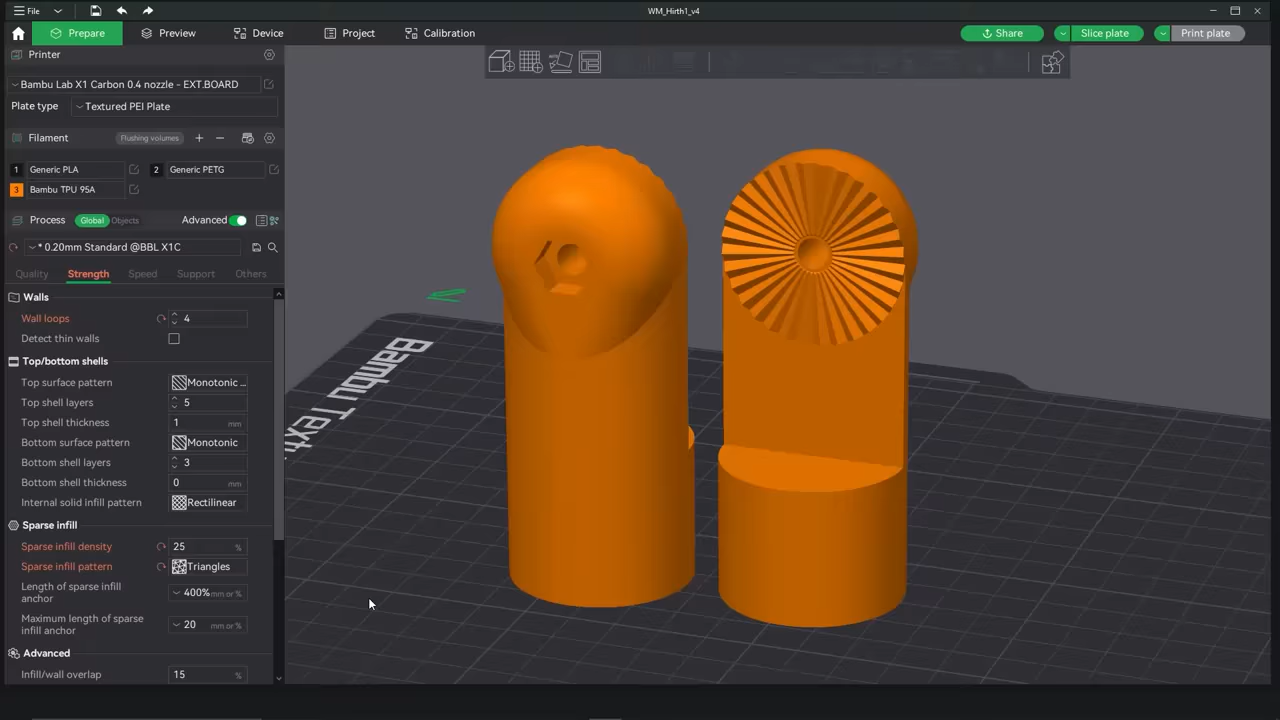 File
WM_Hirth1_v4
Prepare
Preview
Device
Project
Calibration
Share
Slice plate
Print plate
Printer
Bambu Lab X1 Carbon 0.4 nozzle - EXT.BOARD
Plate type
Textured PEI Plate
Filament
Flushing volumes
1 Generic PLA
2 Generic PETG
3 Bambu TPU 95A
Process
Global
Objects
Advanced
* 0.20mm Standard @BBL X1C
Quality
Strength
Speed
Support
Others
Walls
Wall loops 4
Detect thin walls
Top/bottom shells
Top surface pattern Monotonic ...
Top shell layers 5
Top shell thickness 1 mm
Bottom surface pattern Monotonic
Bottom shell layers 3
Bottom shell thickness 0 mm
Internal solid infill pattern Rectilinear
Sparse infill
Sparse infill density 25 %
Sparse infill pattern Triangles
Length of sparse infill
anchor 400% mm or %
Maximum length of sparse
infill anchor 20 mm or %
Advanced
Infill/wall overlap 15 %
Bambu Text